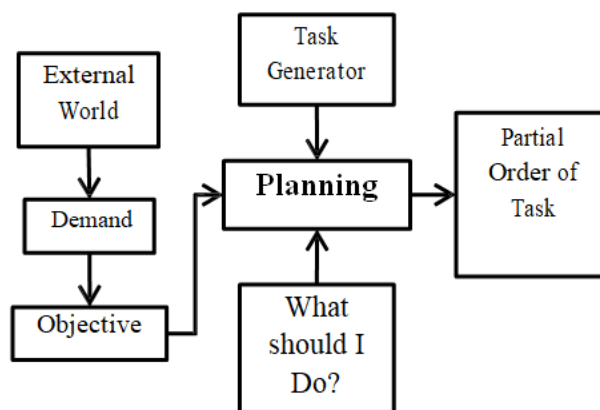 External
World
Demand
Objective
Task
Generator
Planning
What
should I
Do?
Partial
Order of
Task